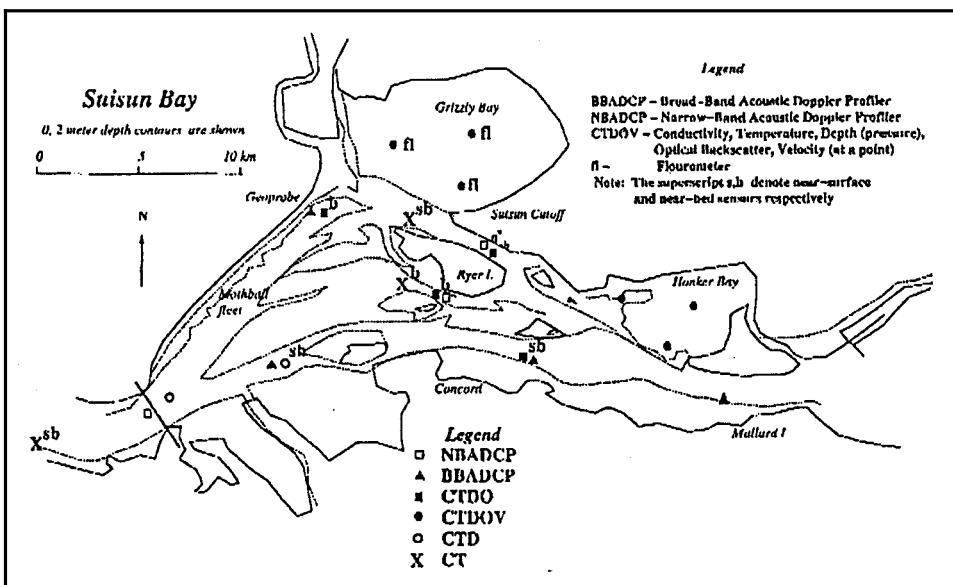 Suisun Bay
0, 2 meter depth contours are shown
0 .5 10 km
N
Geoprobe
b
Mothball
fleet
Grizzly Bay
fl
fl
fl
X sb
Suisun Cutoff
Ryer I.
X b
sb
sb
Honker Bay
Concord
Mallard I
X sb
Legend
BBADCP – Broad-Band Acoustic Doppler Profiler
NBADCP – Narrow-Band Acoustic Doppler Profiler
CTDOV – Conductivity, Temperature, Depth (pressure),
Optical Backscatter, Velocity (at a point)
fl – Flourometer
Note: The superscript s,b denote near-surface
and near-bed sensors respectively
Legend
NBADCP
BBADCP
CTDO
CTDOV
CTD
X CT